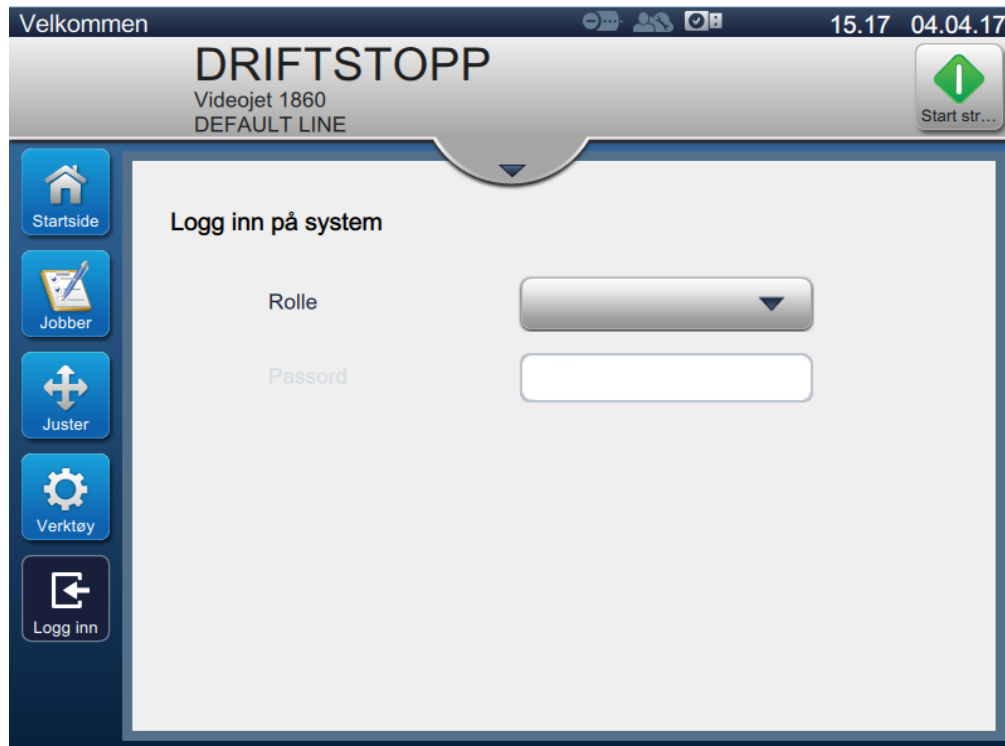 Velkommen 15.17 04.04.17
DRIFTSTOPP
Videojet 1860
DEFAULT LINE
Start str...
Startside
Logg inn på system
Jobber
Rolle
Passord
Juster
Verktøy
Logg inn